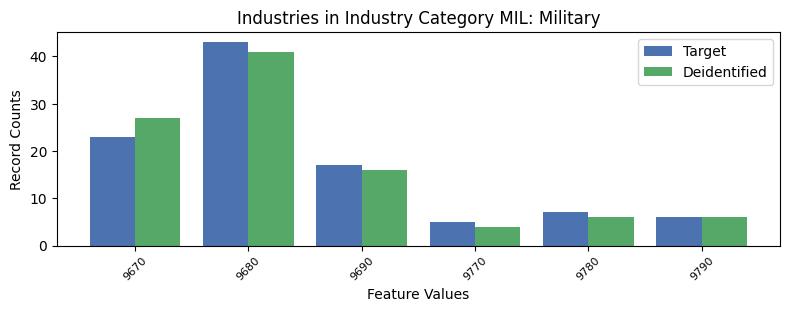 Industries in Industry Category MIL: Military
Target
Deidentified
Record Counts
40
30
20
10
0
9670
9680
9690
9770
9780
9790
Feature Values